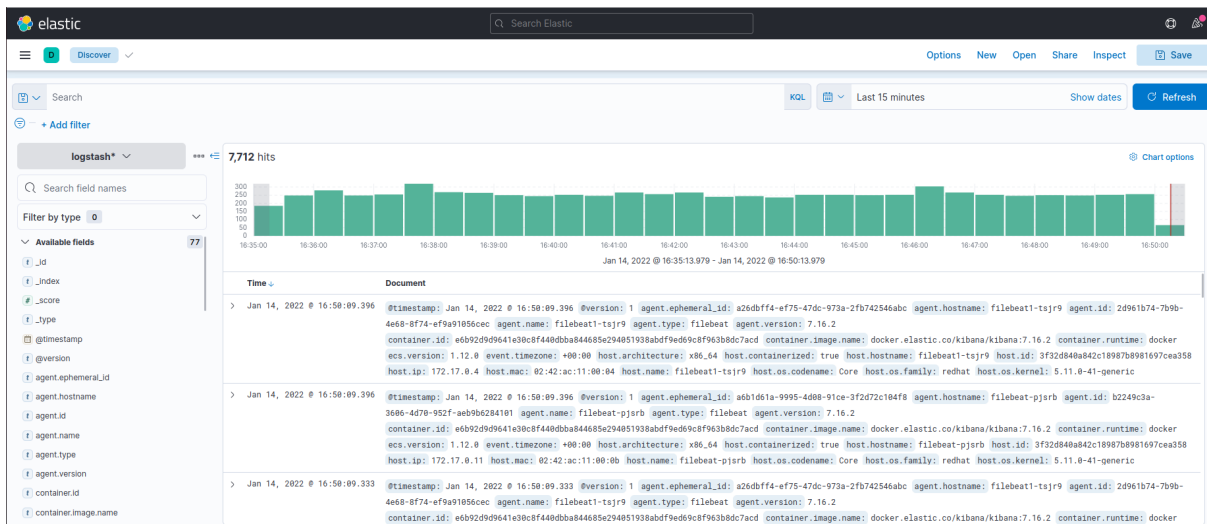 elastic
Search Elastic
D Discover
Options New Open Share Inspect Save
Search KQL Last 15 minutes Show dates Refresh
+ Add filter
logstash*
7,712 hits
Chart options
Search field names
Filter by type 0
Available fields 77
t _id
t _index
# _score
t _type
@timestamp
t @version
t agent.ephemeral_id
t agent.hostname
t agent.id
t agent.name
t agent.type
t agent.version
t container.id
t container.image.name
300
250
200
150
100
50
0
16:35:00 16:36:00 16:37:00 16:38:00 16:39:00 16:40:00 16:41:00 16:42:00 16:43:00 16:44:00 16:45:00 16:46:00 16:47:00 16:48:00 16:49:00 16:50:00
Jan 14, 2022 @ 16:35:13.979 - Jan 14, 2022 @ 16:50:13.979
Time Document
Jan 14, 2022 @ 16:50:09.396 @timestamp: Jan 14, 2022 @ 16:50:09.396 @version: 1 agent.ephemeral_id: a26dbff4-ef75-47dc-973a-2fb742546abc agent.hostname: filebeat1-tsjr9 agent.id: 2d961b74-7b9b-
4e68-8f74-ef9a91056cec agent.name: filebeat1-tsjr9 agent.type: filebeat agent.version: 7.16.2
container.id: e6b92d9d9641e30c8f440dbba844685e294051938abdf9ed69c8f963b8dc7acd container.image.name: docker.elastic.co/kibana/kibana:7.16.2 container.runtime: docker
ecs.version: 1.12.0 event.timezone: +00:00 host.architecture: x86_64 host.containerized: true host.hostname: filebeat1-tsjr9 host.id: 3f32d840a842c18987b8981697cea358
host.ip: 172.17.0.4 host.mac: 02:42:ac:11:00:04 host.name: filebeat1-tsjr9 host.os.codename: Core host.os.family: redhat host.os.kernel: 5.11.0-41-generic
Jan 14, 2022 @ 16:50:09.396 @timestamp: Jan 14, 2022 @ 16:50:09.396 @version: 1 agent.ephemeral_id: a6b1d61a-9995-4d08-91ce-3f2d72c104f8 agent.hostname: filebeat-pjsrb agent.id: b2249c3a-
3606-4d70-952f-aeb9b6284101 agent.name: filebeat-pjsrb agent.type: filebeat agent.version: 7.16.2
container.id: e6b92d9d9641e30c8f440dbba844685e294051938abdf9ed69c8f963b8dc7acd container.image.name: docker.elastic.co/kibana/kibana:7.16.2 container.runtime: docker
ecs.version: 1.12.0 event.timezone: +00:00 host.architecture: x86_64 host.containerized: true host.hostname: filebeat-pjsrb host.id: 3f32d840a842c18987b8981697cea358
host.ip: 172.17.0.11 host.mac: 02:42:ac:11:00:0b host.name: filebeat-pjsrb host.os.codename: Core host.os.family: redhat host.os.kernel: 5.11.0-41-generic
Jan 14, 2022 @ 16:50:09.333 @timestamp: Jan 14, 2022 @ 16:50:09.333 @version: 1 agent.ephemeral_id: a26dbff4-ef75-47dc-973a-2fb742546abc agent.hostname: filebeat1-tsjr9 agent.id: 2d961b74-7b9b-
4e68-8f74-ef9a91056cec agent.name: filebeat1-tsjr9 agent.type: filebeat agent.version: 7.16.2
container.id: e6b92d9d9641e30c8f440dbba844685e294051938abdf9ed69c8f963b8dc7acd container.image.name: docker.elastic.co/kibana/kibana:7.16.2 container.runtime: docker